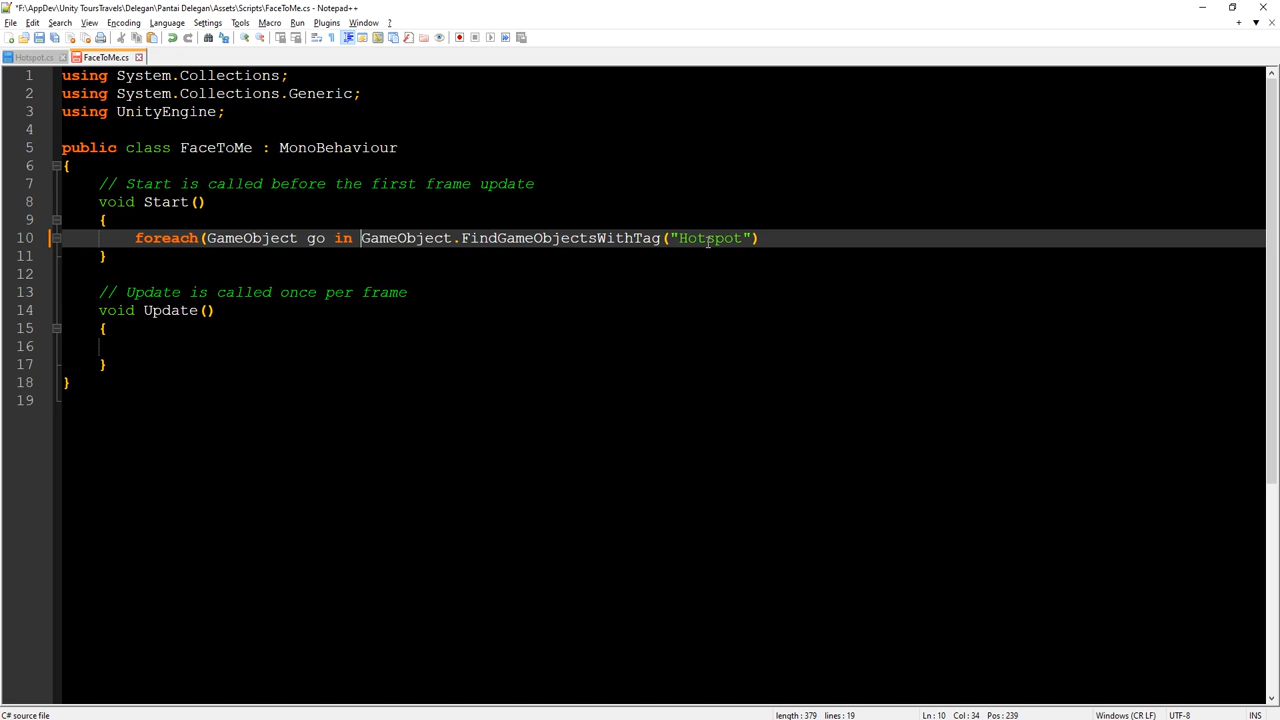 *F:\AppDev\Unity ToursTravels\Delegan\Pantai Delegan\Assets\Scripts\FaceToMe.cs - Notepad++
File Edit Search View Encoding Language Settings Tools Macro Run Plugins Window ?
Hotspot.cs FaceToMe.cs
1 using System.Collections;
2 using System.Collections.Generic;
3 using UnityEngine;
4
5 public class FaceToMe : MonoBehaviour
6 {
7 // Start is called before the first frame update
8 void Start()
9 {
10 foreach(GameObject go in GameObject.FindGameObjectsWithTag("Hotspot")
11 }
12
13 // Update is called once per frame
14 void Update()
15 {
16
17 }
18 }
19
C# source file length : 379 lines : 19 Ln : 10 Col : 34 Pos : 239 Windows (CR LF) UTF-8 INS